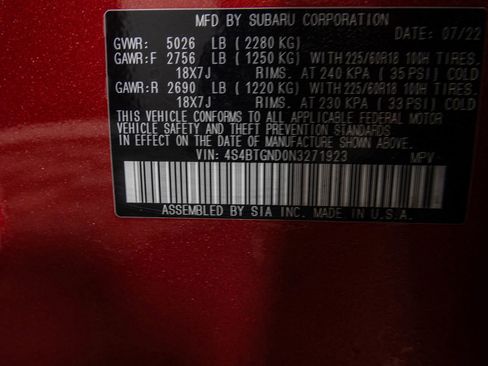 MFD BY SUBARU CORPORATION
DATE: 07/22
GVWR: 5026 LB ( 2280 KG)
GAWR:F 2756 LB ( 1250 KG) WITH 225/60R18 100H TIRES.
18X7J RIMS. AT 240 KPA ( 35 PSI) COLD
GAWR:R 2690 LB ( 1220 KG) WITH 225/60R18 100H TIRES.
18X7J RIMS. AT 230 KPA ( 33 PSI) COLD
THIS VEHICLE CONFORMS TO ALL APPLICABLE FEDERAL MOTOR
VEHICLE SAFETY AND THEFT PREVENTION STANDARDS
IN EFFECT ON THE DATE OF MANUFACTURE SHOWN ABOVE.
VIN: 4S4BTGND0N3271923 MPV
ASSEMBLED BY SIA INC. MADE IN U.S.A.